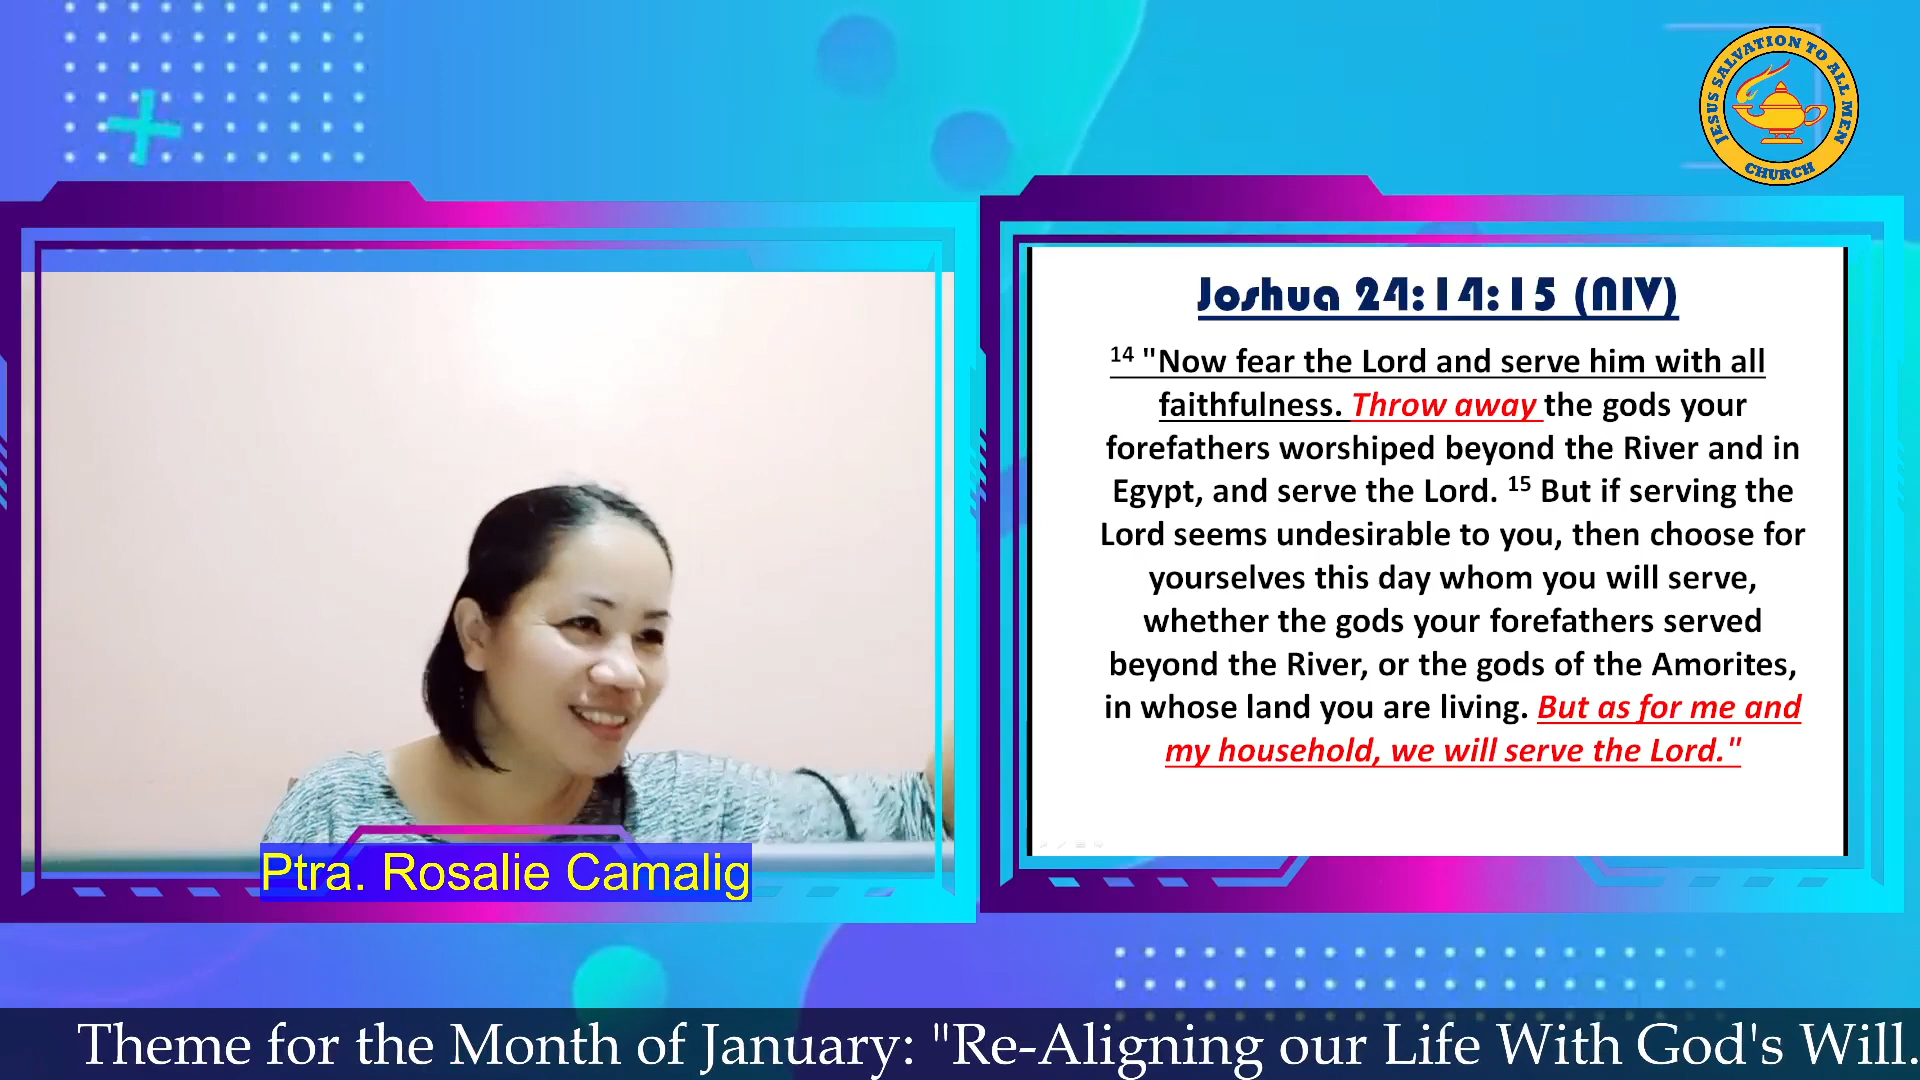 JESUS SALVATION TO ALL MEN
CHURCH
Joshua 24:14:15 (NIV)
14 "Now fear the Lord and serve him with all
faithfulness. Throw away the gods your
forefathers worshiped beyond the River and in
Egypt, and serve the Lord. 15 But if serving the
Lord seems undesirable to you, then choose for
yourselves this day whom you will serve,
whether the gods your forefathers served
beyond the River, or the gods of the Amorites,
in whose land you are living. But as for me and
my household, we will serve the Lord."
Ptra. Rosalie Camalig
Theme for the Month of January: "Re-Aligning our Life With God's Will.